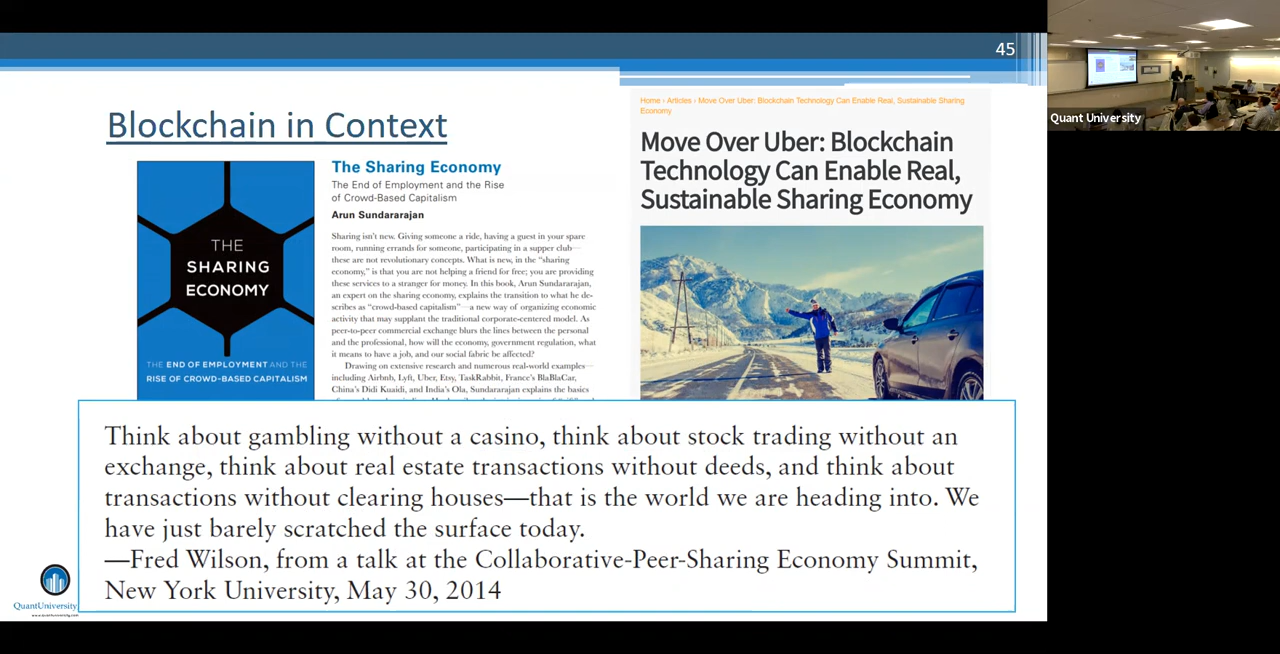 45
Blockchain in Context
THE
SHARING
ECONOMY
THE END OF EMPLOYMENT AND THE
RISE OF CROWD-BASED CAPITALISM
The Sharing Economy
The End of Employment and the Rise
of Crowd-Based Capitalism
Arun Sundararajan
Sharing isn't new. Giving someone a ride, having a guest in your spare
room, running errands for someone, participating in a supper club—
these are not revolutionary concepts. What is new, in the “sharing
economy,” is that you are not helping a friend for free; you are providing
these services to a stranger for money. In this book, Arun Sundararajan,
an expert on the sharing economy, explains the transition to what he de-
scribes as “crowd-based capitalism”—a new way of organizing economic
activity that may supplant the traditional corporate-centered model. As
peer-to-peer commercial exchange blurs the lines between the personal
and the professional, how will the economy, government regulation, what
it means to have a job, and our social fabric be affected?
Drawing on extensive research and numerous real-world examples—
including Airbnb, Lyft, Uber, Etsy, TaskRabbit, France's BlaBlaCar,
China's Didi Kuaidi, and India's Ola, Sundararajan explains the basics
Home › Articles › Move Over Uber: Blockchain Technology Can Enable Real, Sustainable Sharing
Economy
Move Over Uber: Blockchain
Technology Can Enable Real,
Sustainable Sharing Economy
Think about gambling without a casino, think about stock trading without an
exchange, think about real estate transactions without deeds, and think about
transactions without clearing houses—that is the world we are heading into. We
have just barely scratched the surface today.
—Fred Wilson, from a talk at the Collaborative-Peer-Sharing Economy Summit,
New York University, May 30, 2014
QuantUniversity
Quant University